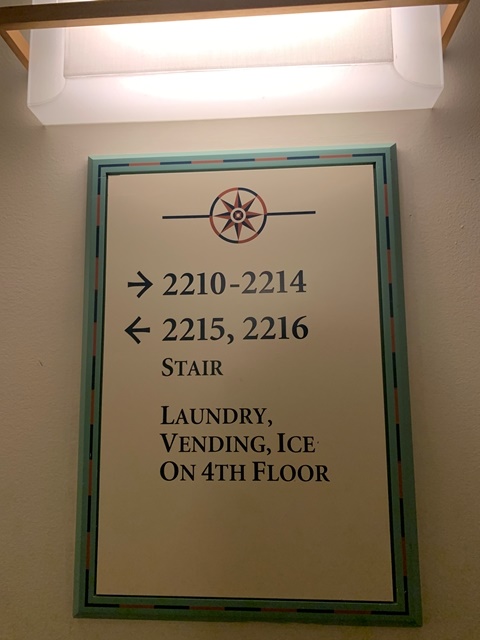 → 2210-2214
← 2215, 2216
STAIR
LAUNDRY,
VENDING, ICE
ON 4TH FLOOR